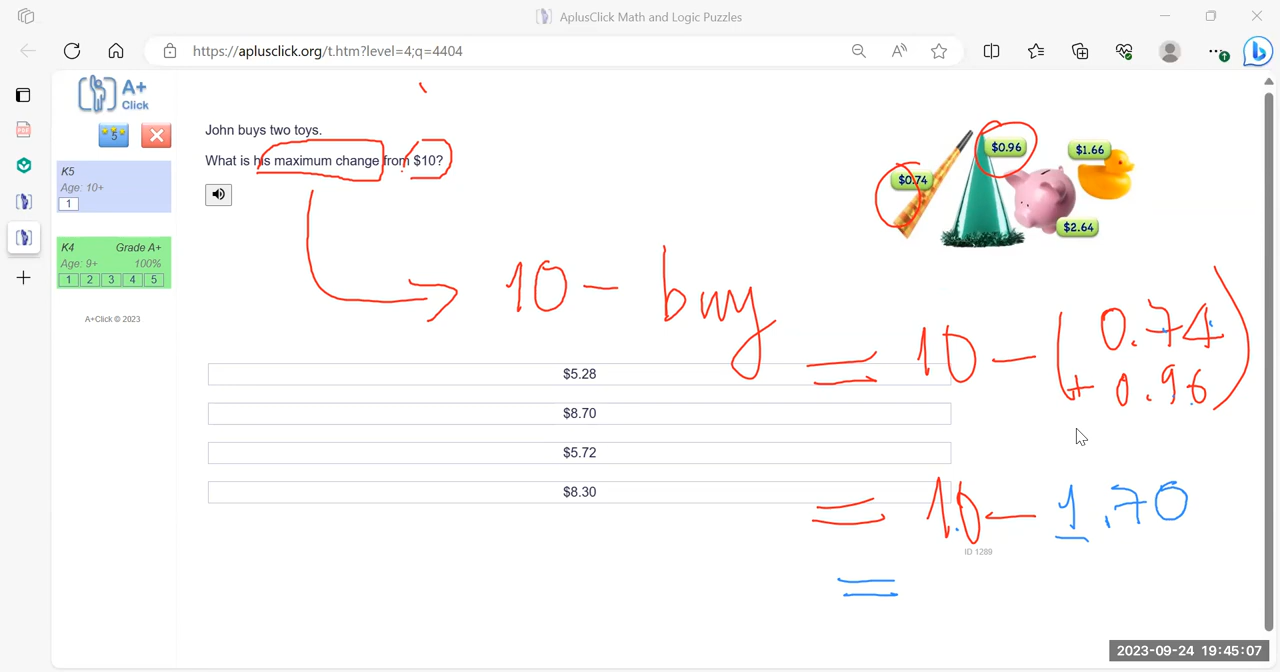 AplusClick Math and Logic Puzzles
https://aplusclick.org/t.htm?level=4;q=4404
A+
Click
5
John buys two toys.
What is his maximum change from $10?
K5
Age: 10+
1
K4 Grade A+
Age: 9+ 100%
1 2 3 4 5
A+Click © 2023
$0.74
$0.96
$1.66
$2.64
10 - buy
= 10 - (0.74
+ 0.96)
$5.28
$8.70
$5.72
$8.30
= 10 - 1.70
ID 1289
=
2023-09-24 19:45:07